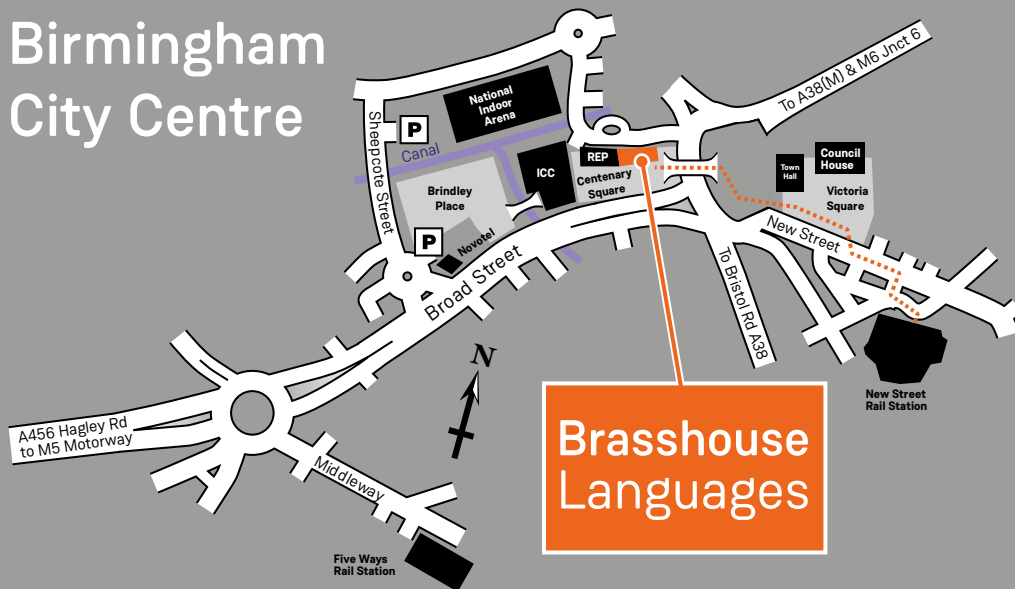 Birmingham
City Centre
To A38(M) & M6 Jnct 6
National
Indoor
Arena
Sheepcote Street
P
Canal
REP
ICC
Centenary
Square
Town
Hall
Council
House
Victoria
Square
Brindley
Place
P
Novotel
New Street
Broad Street
To Bristol Rd A38
N
New Street
Rail Station
Brasshouse
Languages
A456 Hagley Rd
to M5 Motorway
Middleway
Five Ways
Rail Station